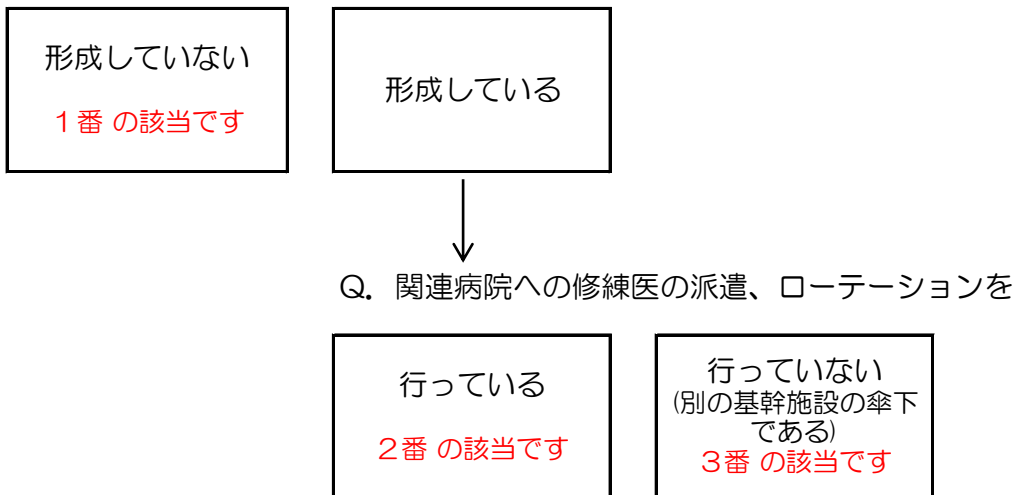 形成していない
１番 の該当です
形成している
Q．関連病院への修練医の派遣、ローテーションを
行っている
２番 の該当です
行っていない
(別の基幹施設の傘下
である)
３番 の該当です